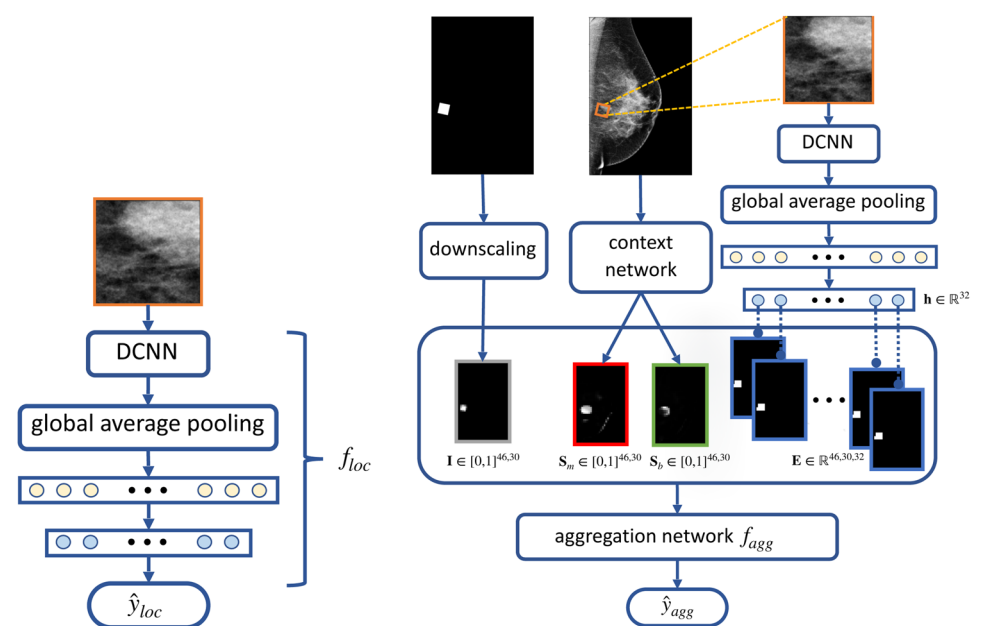 DCNN
global average pooling
• • •
• • •
ŷ_loc
f_loc
downscaling
context
network
DCNN
global average pooling
• • •
• • •
h ∈ ℝ^32
• • •
I ∈ [0,1]^46,30
S_m ∈ [0,1]^46,30
S_b ∈ [0,1]^46,30
E ∈ ℝ^46,30,32
aggregation network f_agg
ŷ_agg